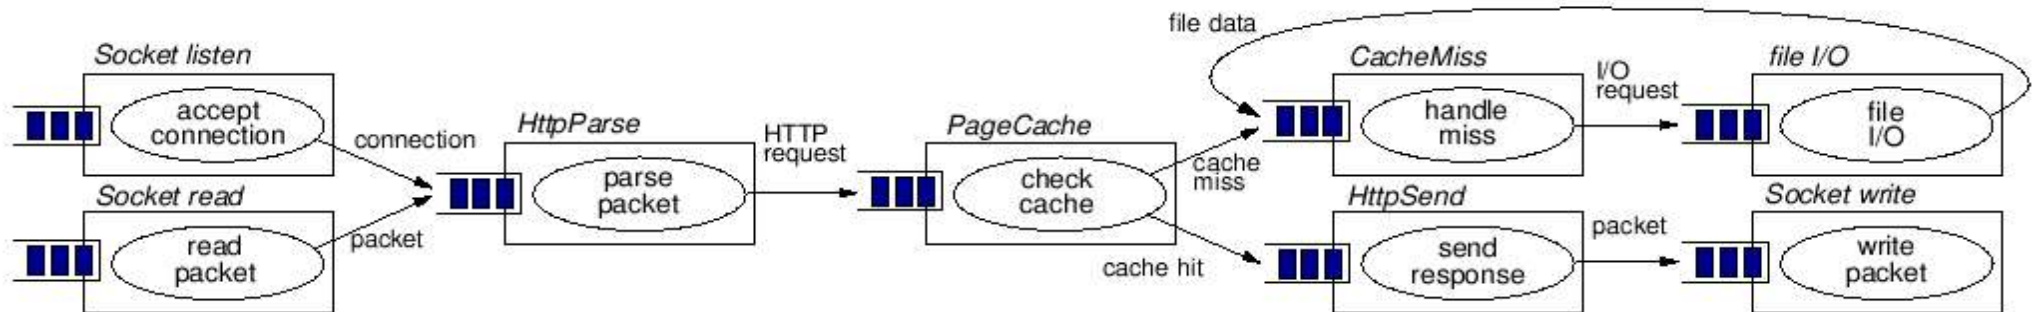 file data
Socket listen
accept
connection
connection
Socket read
read
packet
packet
HttpParse
parse
packet
HTTP
request
PageCache
check
cache
cache
miss
cache hit
CacheMiss
handle
miss
I/O
request
file I/O
file
I/O
HttpSend
send
response
packet
Socket write
write
packet